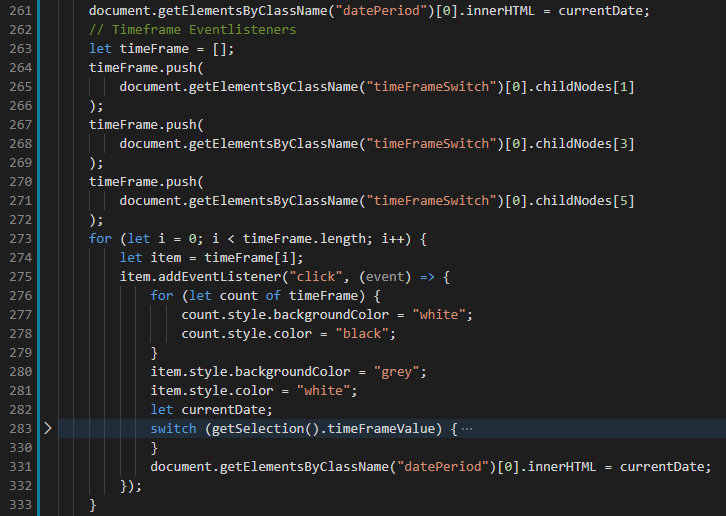 261 document.getElementsByClassName("datePeriod")[0].innerHTML = currentDate;
262 // Timeframe Eventlisteners
263 let timeFrame = [];
264 timeFrame.push(
265 document.getElementsByClassName("timeFrameSwitch")[0].childNodes[1]
266 );
267 timeFrame.push(
268 document.getElementsByClassName("timeFrameSwitch")[0].childNodes[3]
269 );
270 timeFrame.push(
271 document.getElementsByClassName("timeFrameSwitch")[0].childNodes[5]
272 );
273 for (let i = 0; i < timeFrame.length; i++) {
274 let item = timeFrame[i];
275 item.addEventListener("click", (event) => {
276 for (let count of timeFrame) {
277 count.style.backgroundColor = "white";
278 count.style.color = "black";
279 }
280 item.style.backgroundColor = "grey";
281 item.style.color = "white";
282 let currentDate;
283 switch (getSelection().timeFrameValue) {⋯
330 }
331 document.getElementsByClassName("datePeriod")[0].innerHTML = currentDate;
332 });
333 }